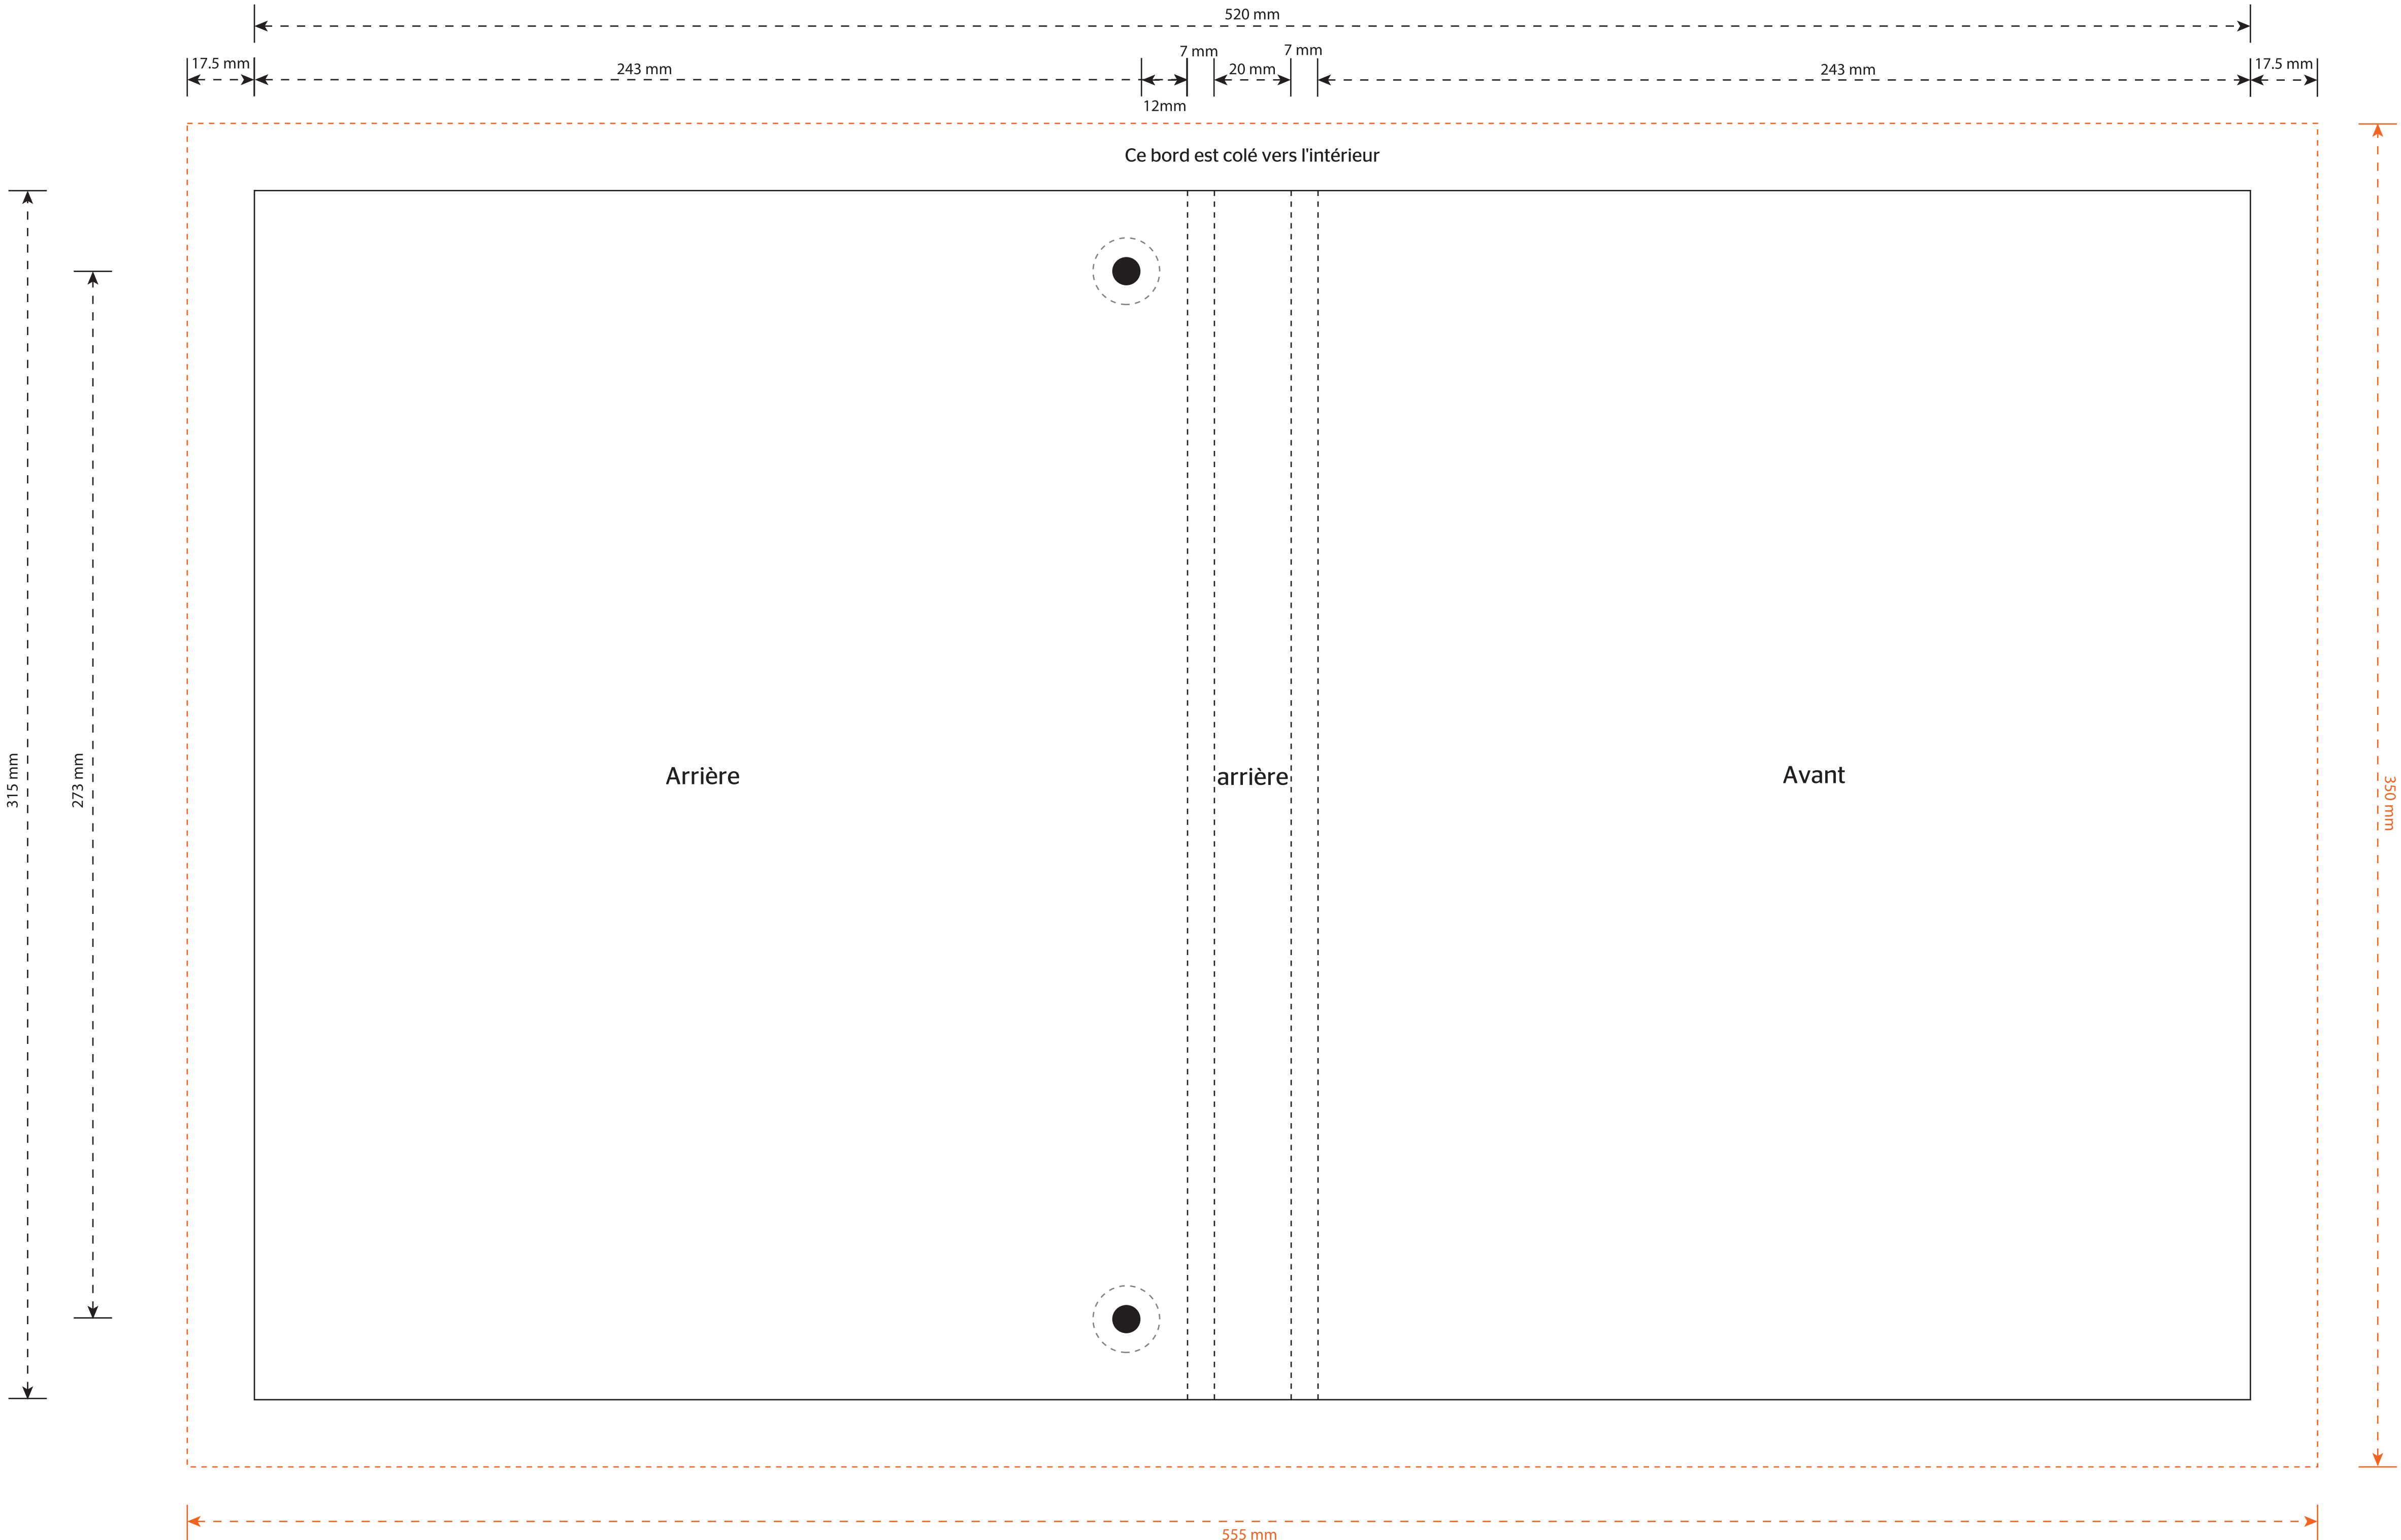 520 mm
7 mm
7 mm
17.5 mm
243 mm
20 mm
243 mm
17.5 mm
12mm
Ce bord est colé vers l'intérieur
315 mm
273 mm
Arrière
arrière
Avant
350 mm
555 mm